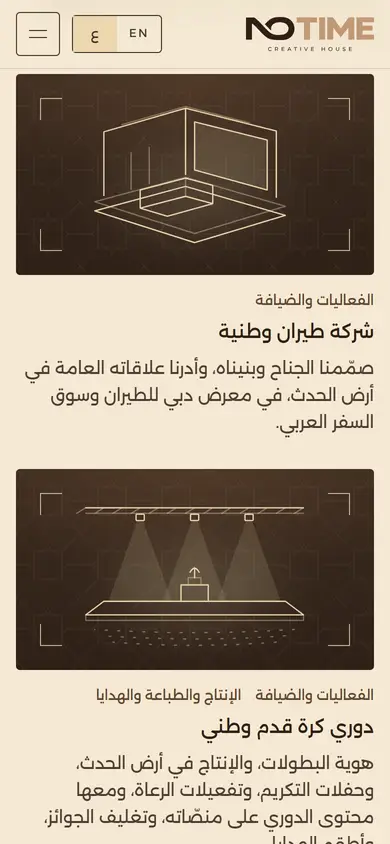 ع EN
NOTIME
CREATIVE HOUSE
الفعاليات والضيافة
شركة طيران وطنية
صمّمنا الجناح وبنيناه، وأدرنا علاقاته العامة في
أرض الحدث، في معرض دبي للطيران وسوق
السفر العربي.
الفعاليات والضيافة الإنتاج والطباعة والهدايا
دوري كرة قدم وطني
هوية البطولات، والإنتاج في أرض الحدث،
وحفلات التكريم، وتفعيلات الرعاة، ومعها
محتوى الدوري على منصّاته، وتغليف الجوائز،
وأطقم الهدايا